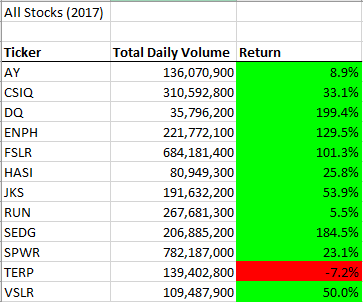 All Stocks (2017)
Ticker Total Daily Volume Return
AY 136,070,900 8.9%
CSIQ 310,592,800 33.1%
DQ 35,796,200 199.4%
ENPH 221,772,100 129.5%
FSLR 684,181,400 101.3%
HASI 80,949,300 25.8%
JKS 191,632,200 53.9%
RUN 267,681,300 5.5%
SEDG 206,885,200 184.5%
SPWR 782,187,000 23.1%
TERP 139,402,800 -7.2%
VSLR 109,487,900 50.0%